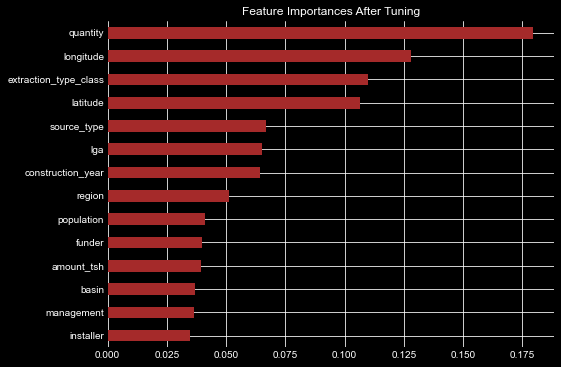 Feature Importances After Tuning
quantity
longitude
extraction_type_class
latitude
source_type
lga
construction_year
region
population
funder
amount_tsh
basin
management
installer
0.000 0.025 0.050 0.075 0.100 0.125 0.150 0.175